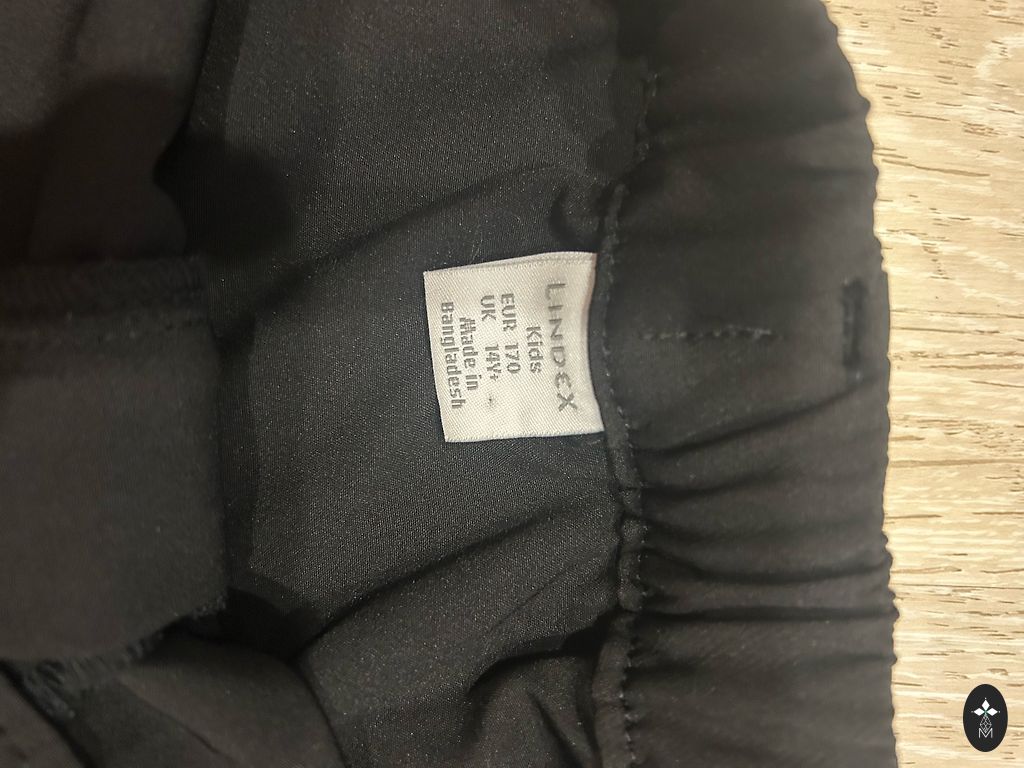 LINDEX
Kids
EUR 170
UK 14Y+
Made in
Bangladesh
M